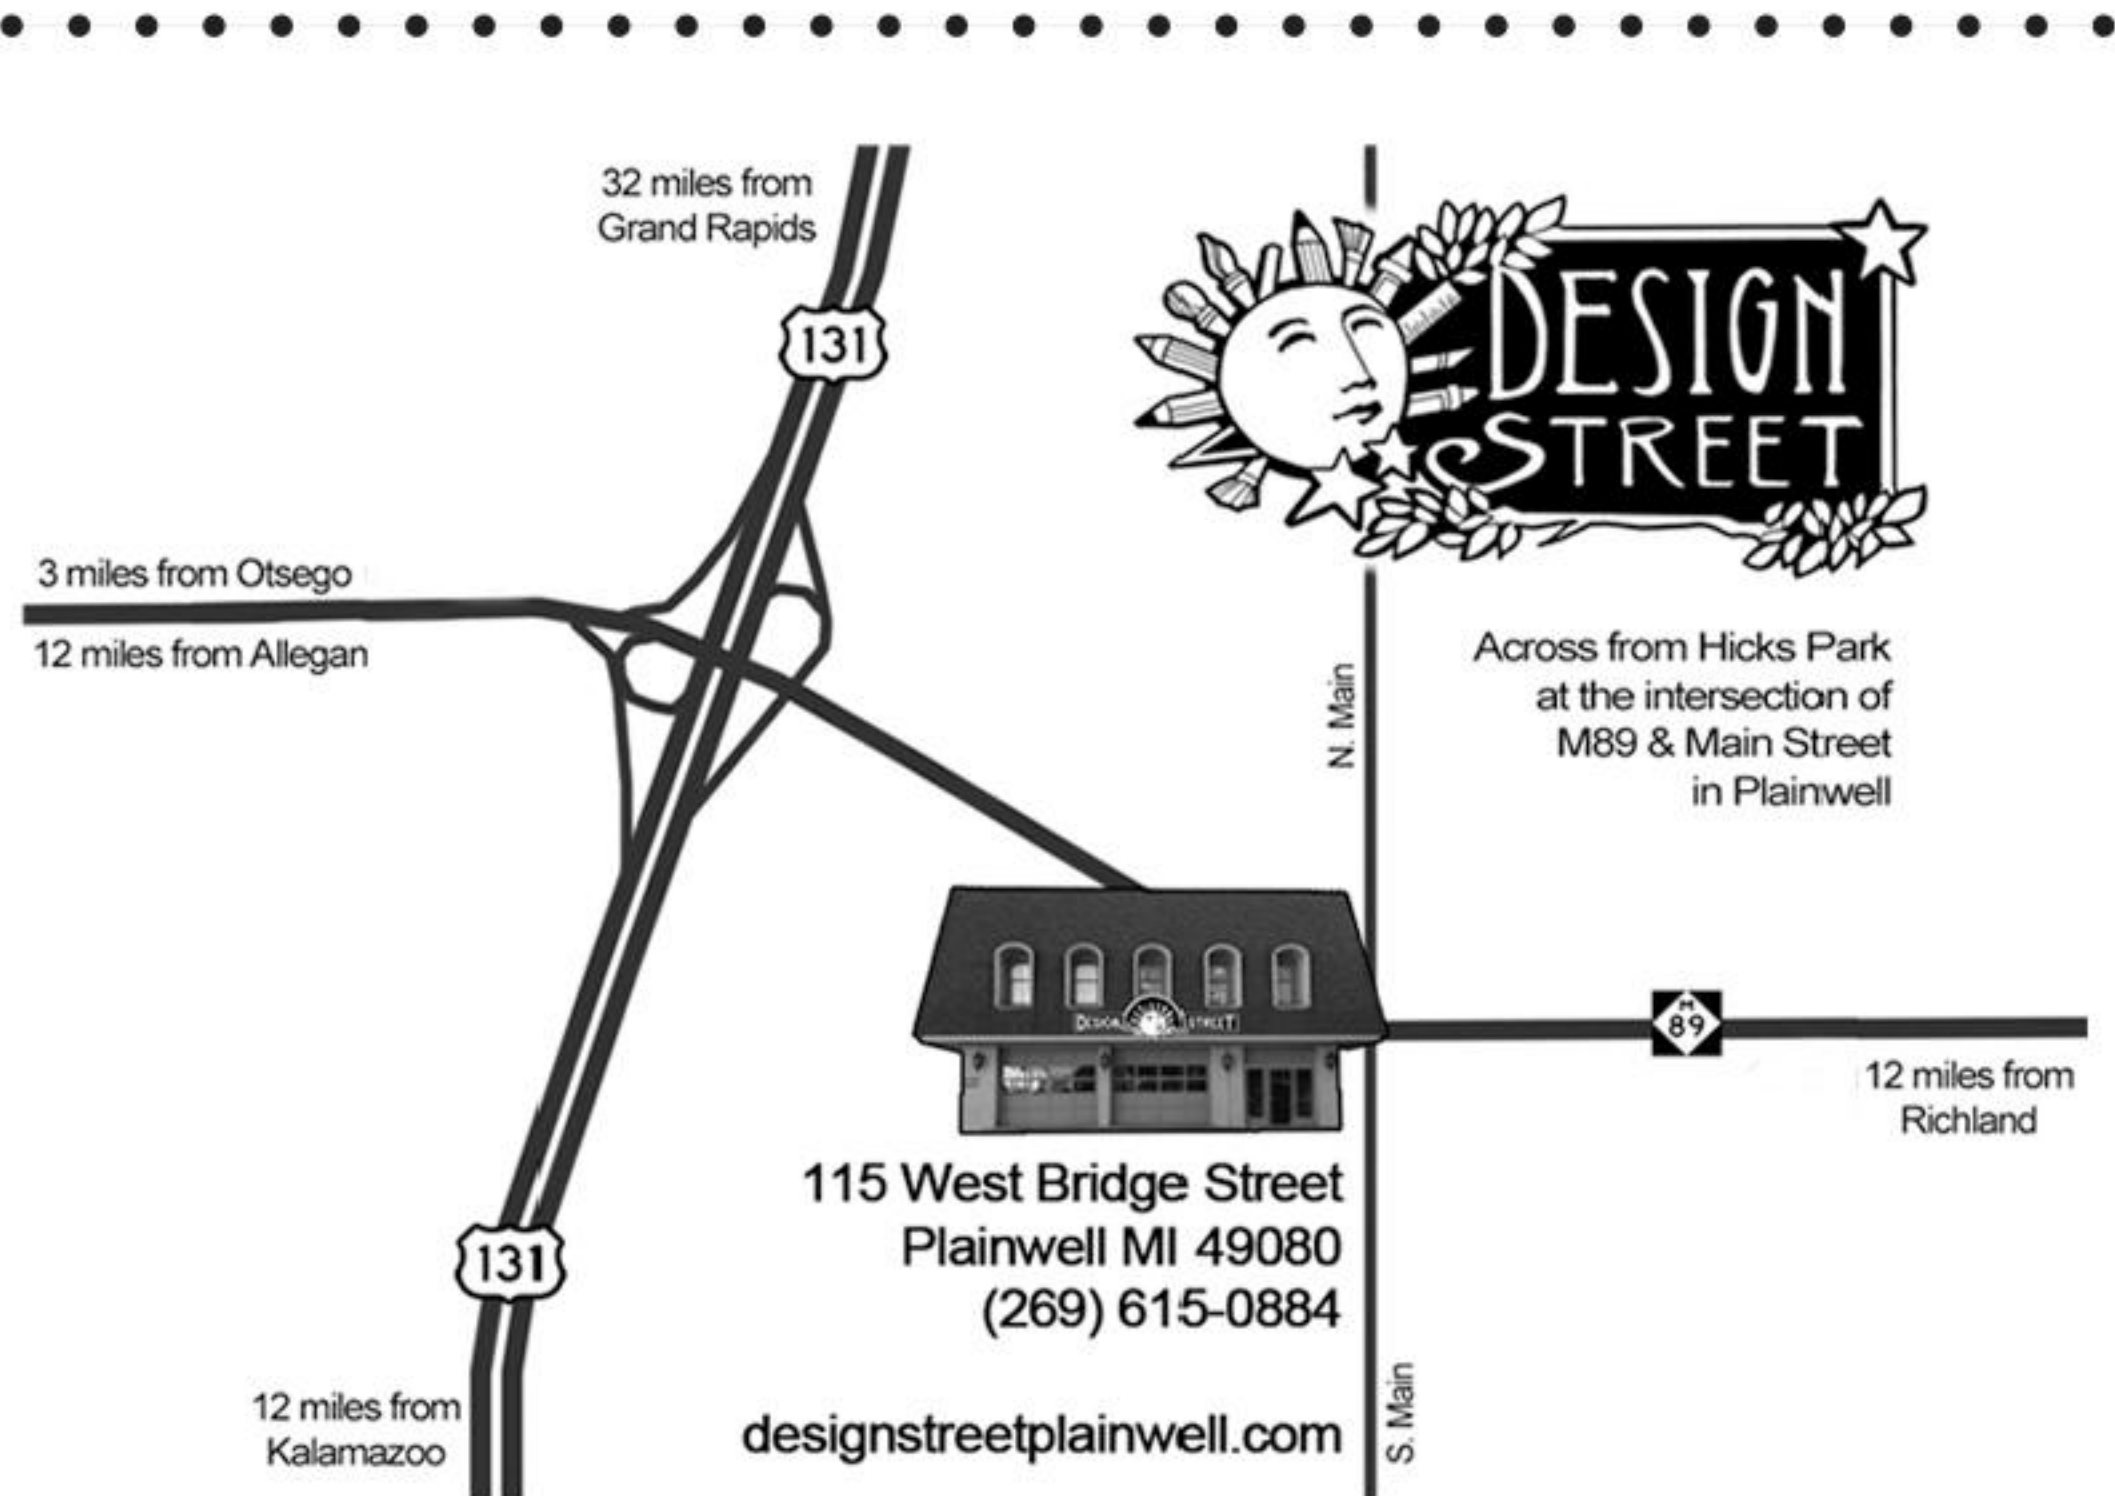 32 miles from
Grand Rapids
131
DESIGN
STREET
3 miles from Otsego
12 miles from Allegan
N. Main
Across from Hicks Park
at the intersection of
M89 & Main Street
in Plainwell
DESIGN STREET
M
89
12 miles from
Richland
115 West Bridge Street
Plainwell MI 49080
(269) 615-0884
131
12 miles from
Kalamazoo
designstreetplainwell.com
S. Main